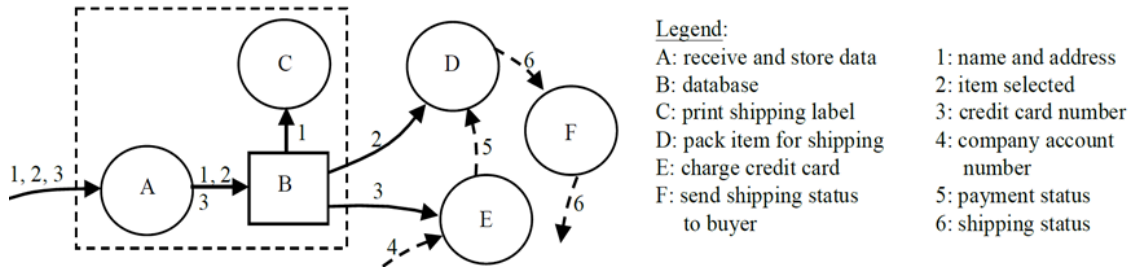 C
D
6
1
2
F
5
1, 2, 3
A
1, 2
3
B
3
E
6
4
Legend:
A: receive and store data
B: database
C: print shipping label
D: pack item for shipping
E: charge credit card
F: send shipping status
to buyer
1: name and address
2: item selected
3: credit card number
4: company account
number
5: payment status
6: shipping status